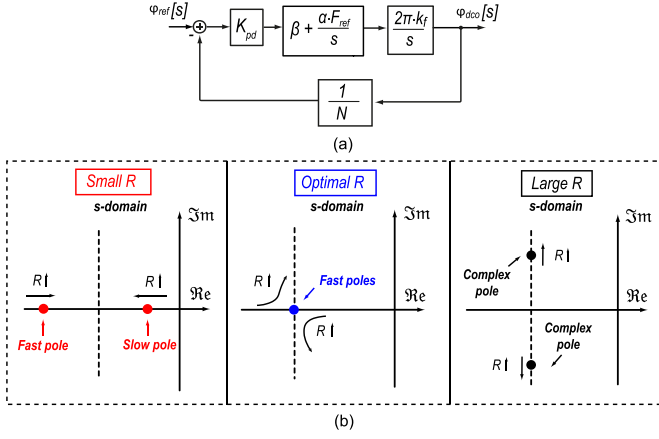 φref[s]
-
+
Kpd
β + α·Fref / s
2π·kf / s
φdco[s]
1 / N
(a)
Small R
Optimal R
Large R
s-domain
s-domain
s-domain
ℑm
ℑm
ℑm
R↑
R↑
R↑
Fast poles
Complex
pole
R↑
ℜe
ℜe
ℜe
R↑
Complex
pole
R↑
Fast pole
Slow pole
(b)